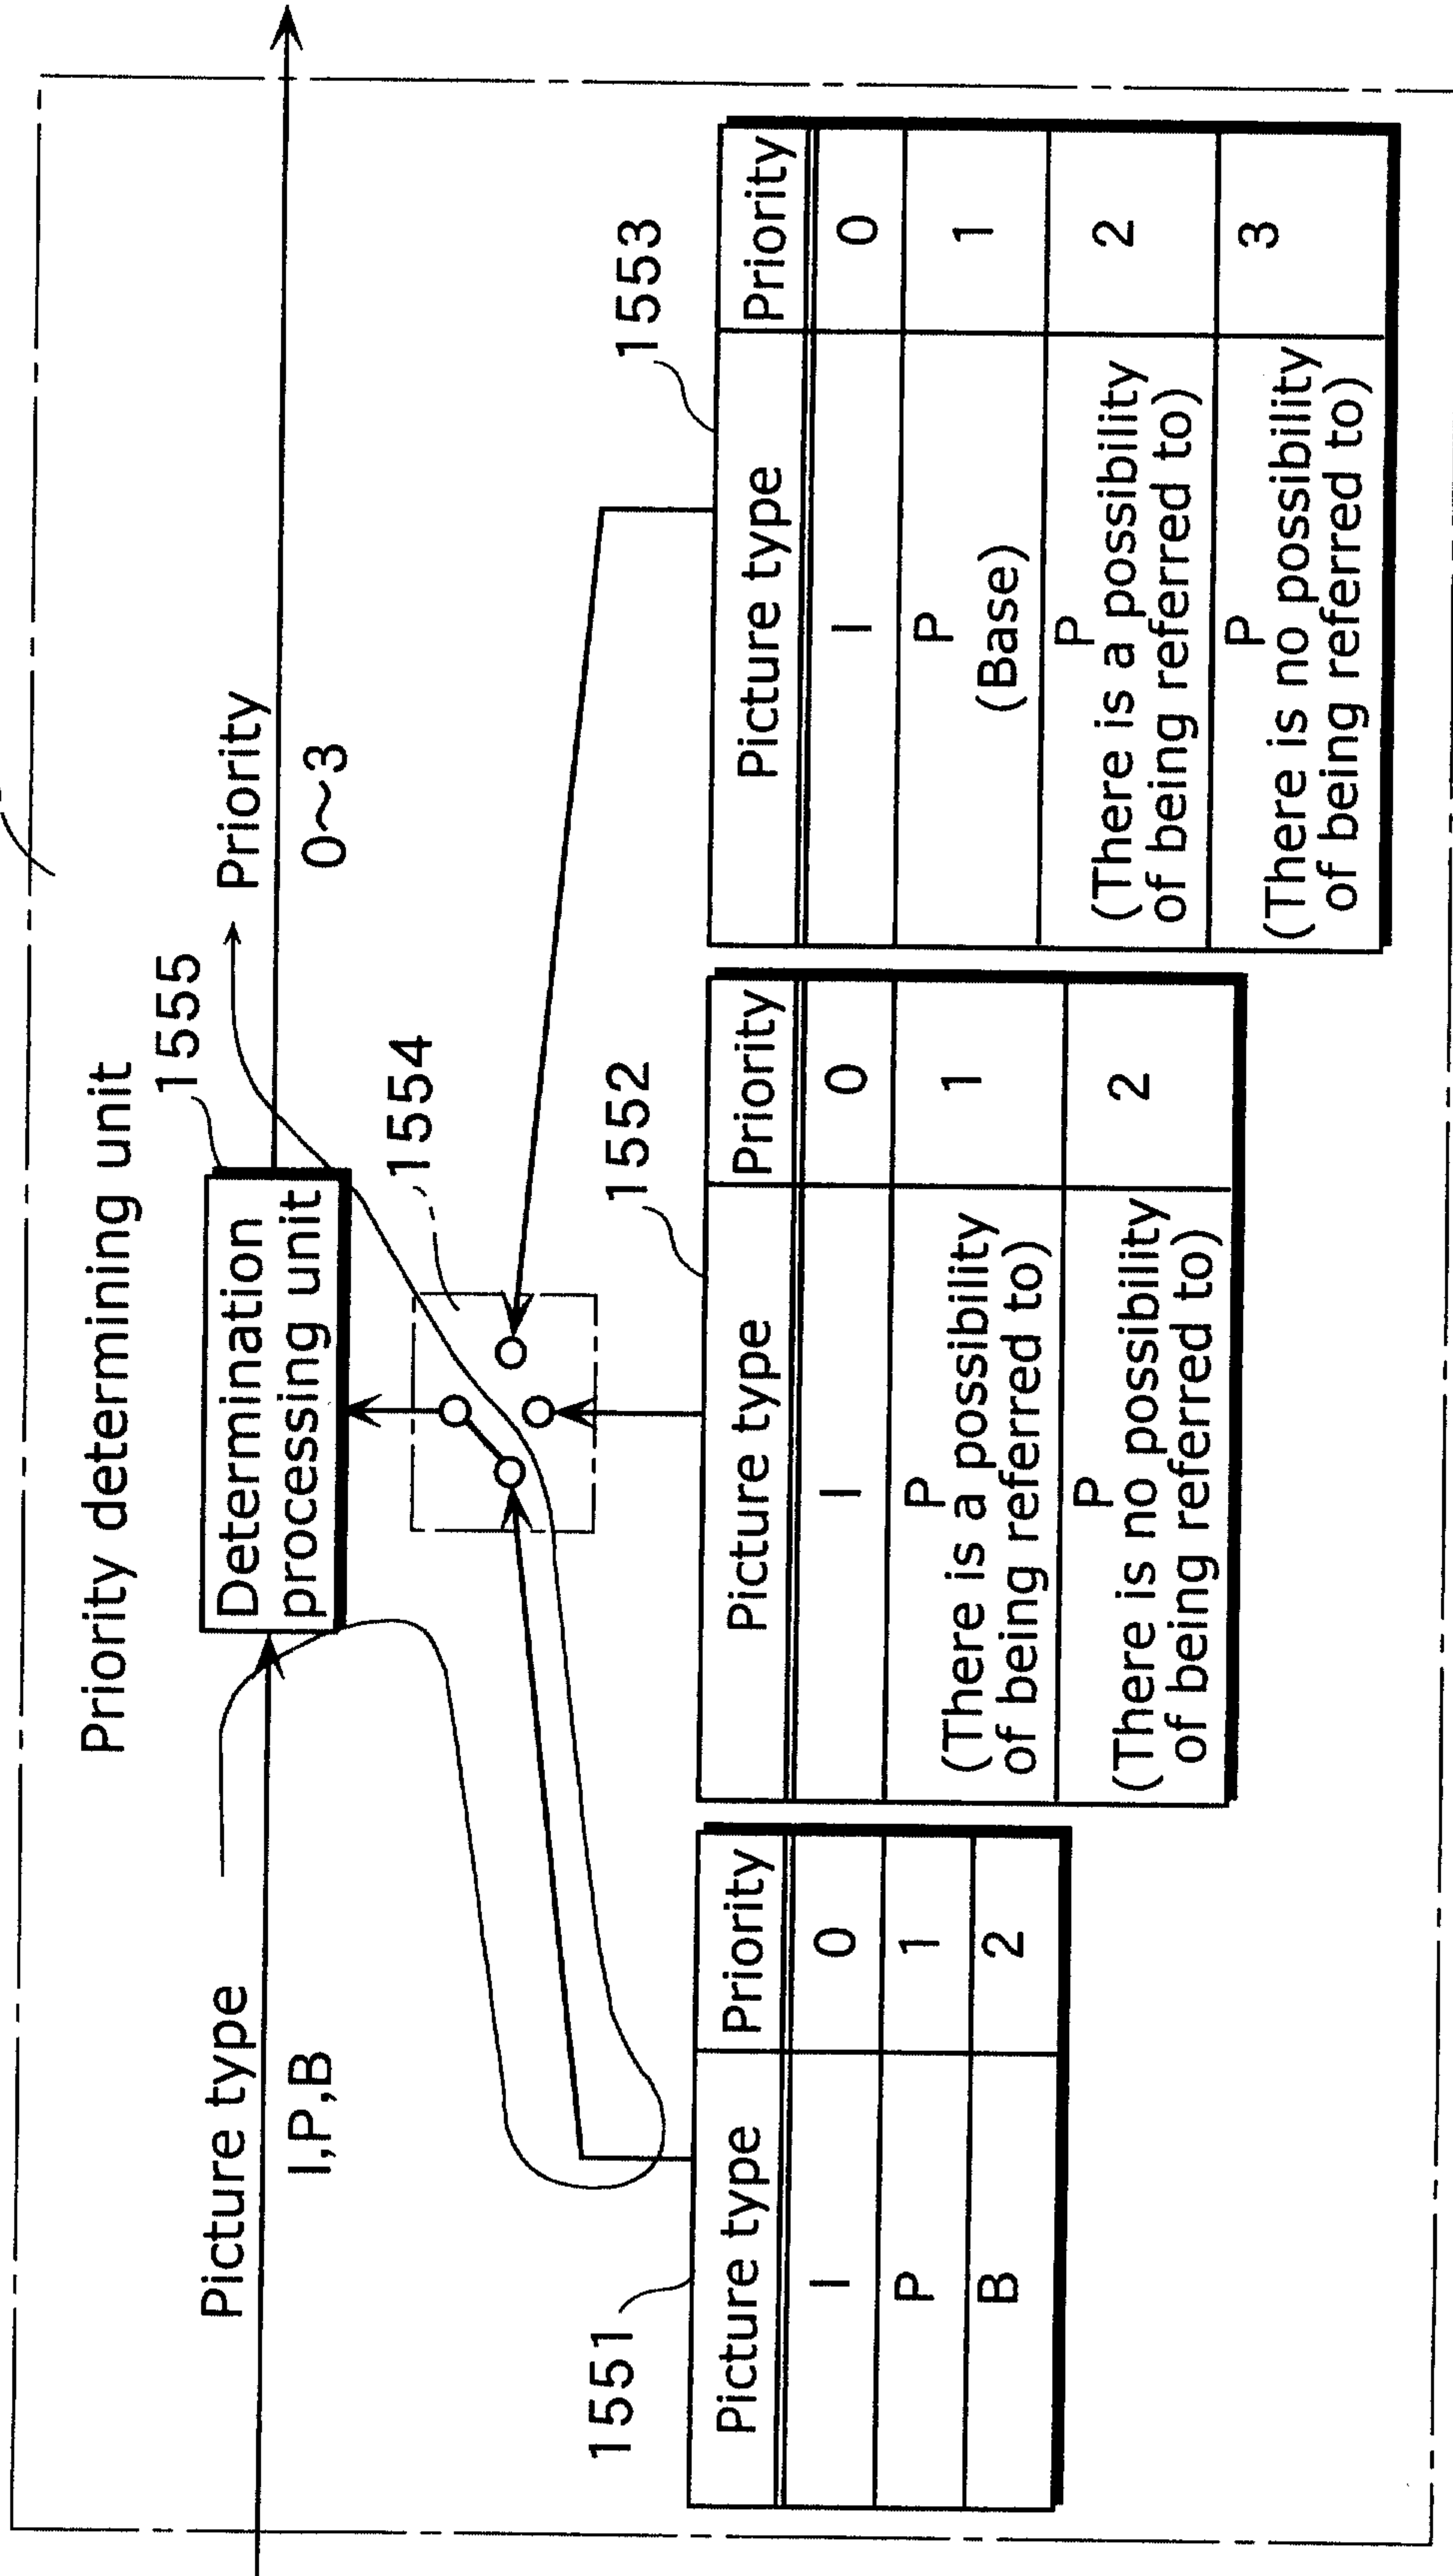 Priority determining unit
1555
Picture type
I,P,B
Determination
processing unit
Priority
0~3
1554
1551
Picture type Priority
I 0
P 1
B 2
1552
Picture type Priority
I 0
P 1
(There is a possibility
of being referred to)
P 2
(There is no possibility
of being referred to)
1553
Picture type Priority
I 0
P 1
(Base)
P 2
(There is a possibility
of being referred to)
P 3
(There is no possibility
of being referred to)